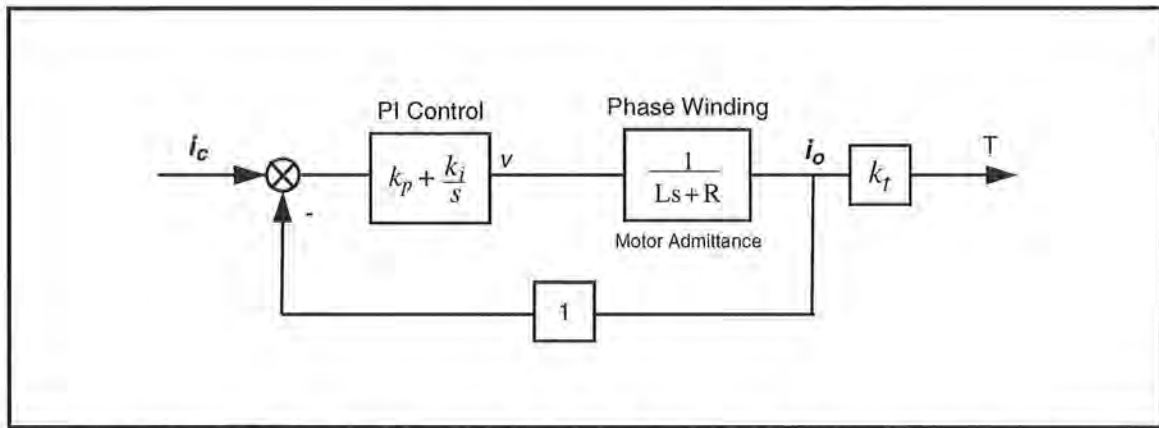 PI Control
Phase Winding
i_c
k_p + k_i/s
v
1/(Ls+R)
i_o
k_t
T
-
Motor Admittance
1